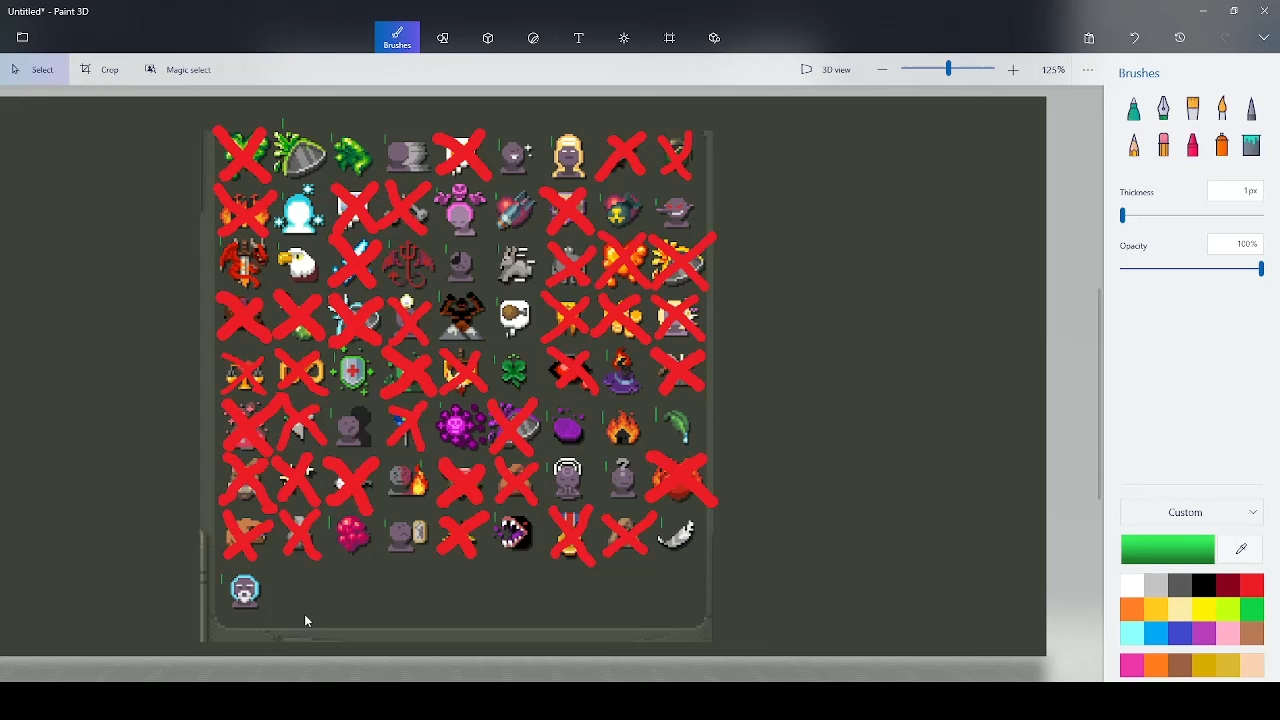 Untitled* - Paint 3D
Brushes
Select
Crop
Magic select
3D view
125%
Brushes
Thickness
1px
Opacity
100%
Custom